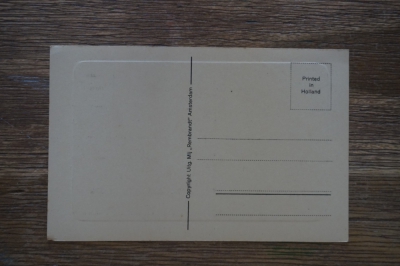 Copyright Uitg. Mij. „Rembrandt" Amsterdam
Printed
in
Holland